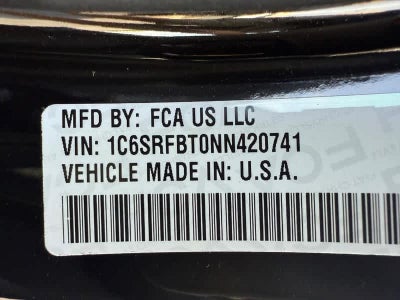 MFD BY: FCA US LLC
VIN: 1C6SRFBT0NN420741
VEHICLE MADE IN: U.S.A.